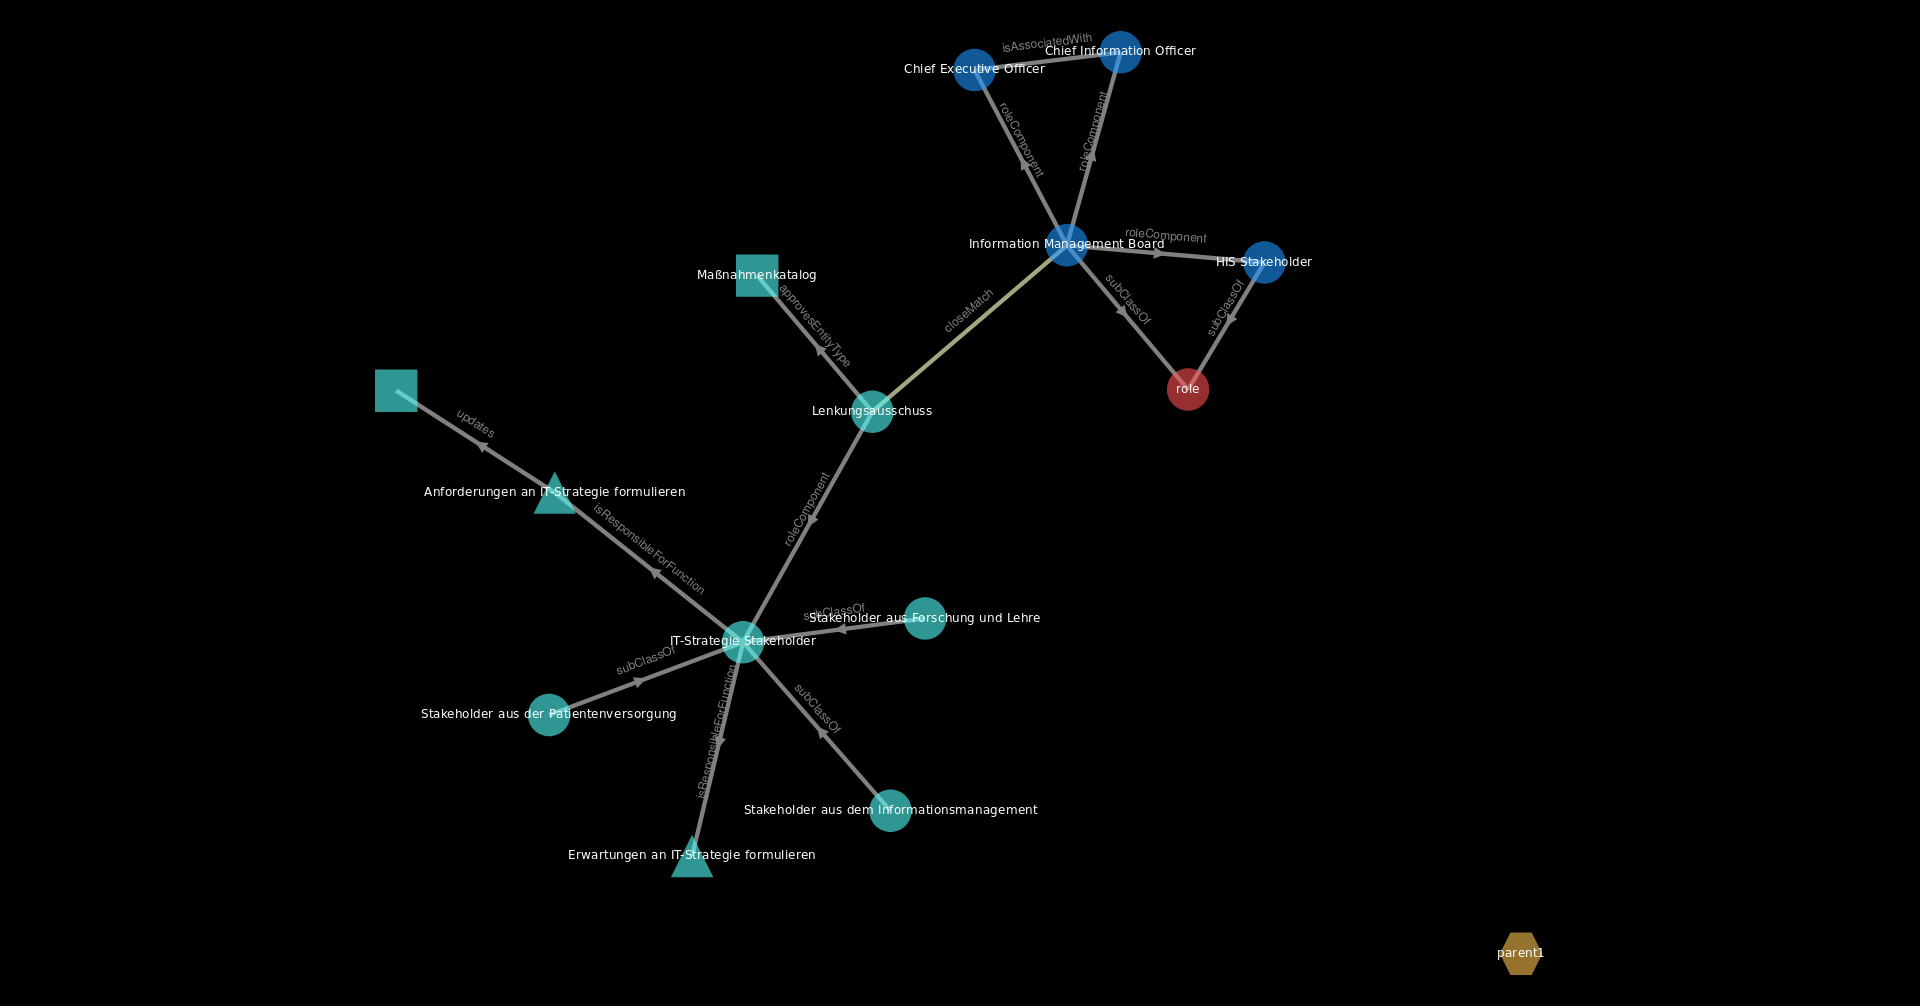 isAssociatedWith
Chief Information Officer
Chief Executive Officer
roleComponent
roleComponent
Information Management Board
roleComponent
HIS Stakeholder
Maßnahmenkatalog
approvesEntityType
closeMatch
subClassOf
subClassOf
role
Lenkungsausschuss
updates
Anforderungen an IT-Strategie formulieren
isResponsibleForFunction
roleComponent
subClassOf
Stakeholder aus Forschung und Lehre
IT-Strategie Stakeholder
subClassOf
Stakeholder aus der Patientenversorgung
isResponsibleForFunction
subClassOf
Stakeholder aus dem Informationsmanagement
Erwartungen an IT-Strategie formulieren
parent1